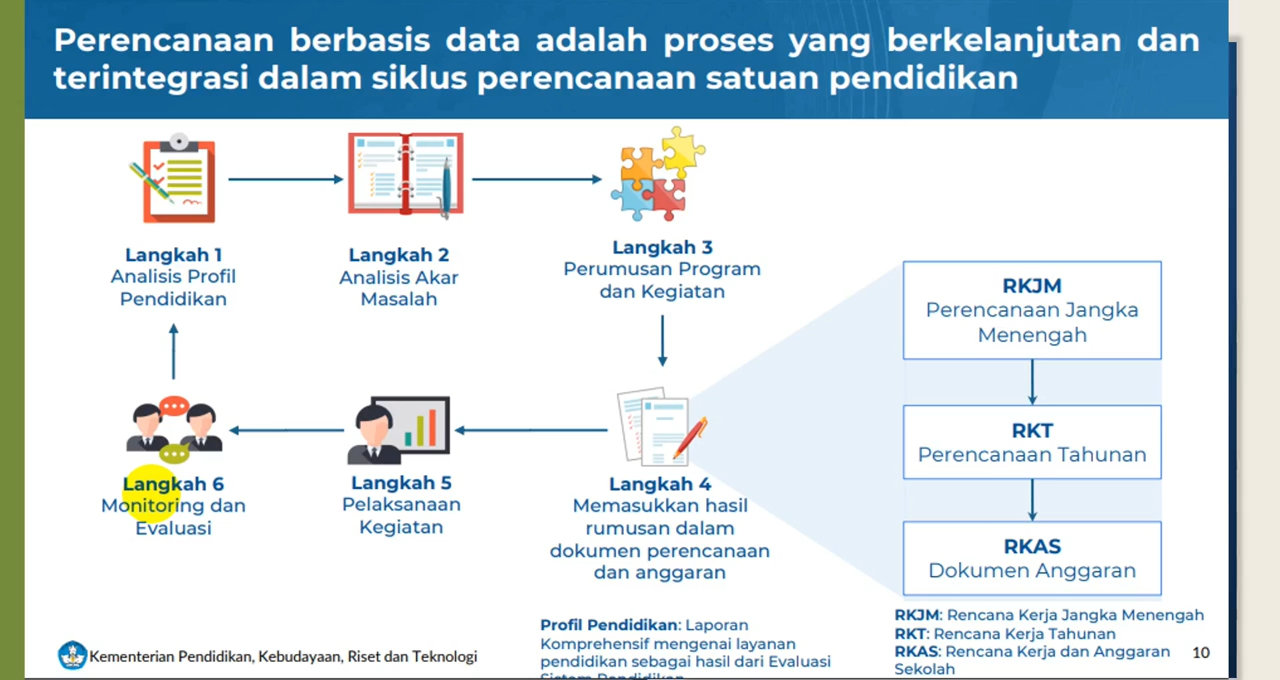 Perencanaan berbasis data adalah proses yang berkelanjutan dan
terintegrasi dalam siklus perencanaan satuan pendidikan
Langkah 1
Analisis Profil
Pendidikan
Langkah 2
Analisis Akar
Masalah
Langkah 3
Perumusan Program
dan Kegiatan
Langkah 4
Memasukkan hasil
rumusan dalam
dokumen perencanaan
dan anggaran
Langkah 5
Pelaksanaan
Kegiatan
Langkah 6
Monitoring dan
Evaluasi
RKJM
Perencanaan Jangka
Menengah
RKT
Perencanaan Tahunan
RKAS
Dokumen Anggaran
Profil Pendidikan: Laporan
Komprehensif mengenai layanan
pendidikan sebagai hasil dari Evaluasi
Sistem Pendidikan
RKJM: Rencana Kerja Jangka Menengah
RKT: Rencana Kerja Tahunan
RKAS: Rencana Kerja dan Anggaran
Sekolah
Kementerian Pendidikan, Kebudayaan, Riset dan Teknologi
10